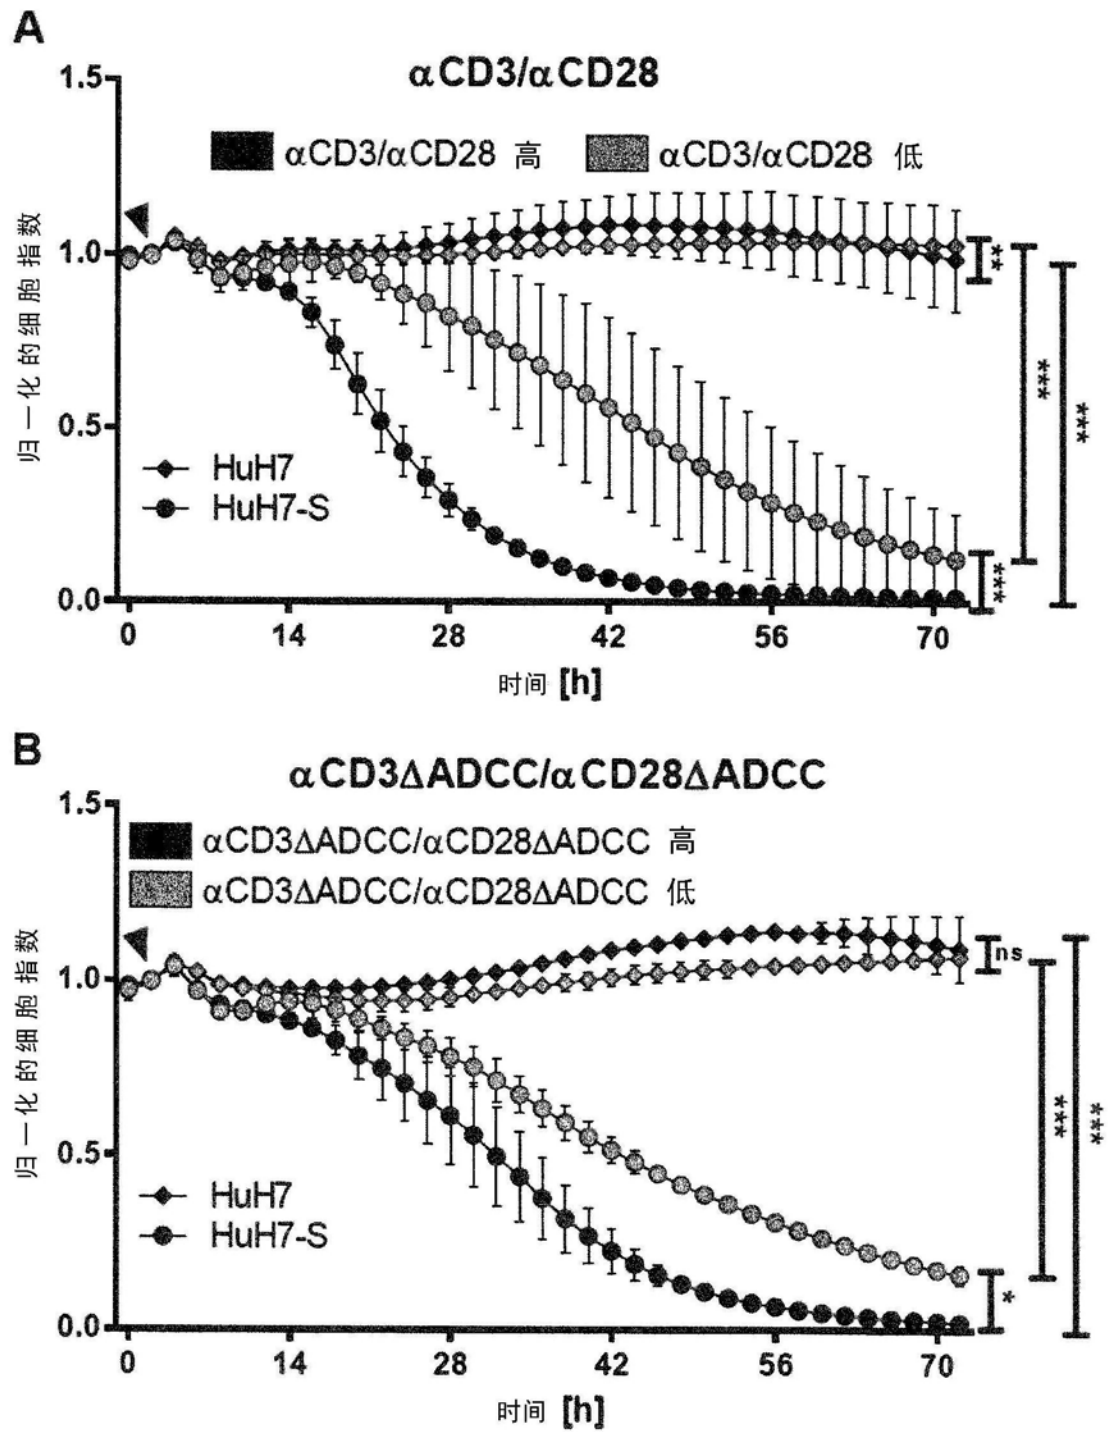 A
αCD3/αCD28
1.5
αCD3/αCD28 高
αCD3/αCD28 低
1.0
0.5
0.0
归一化的细胞指数
HuH7
HuH7-S
**
***
***
***
0 14 28 42 56 70
时间 [h]
B
αCD3ΔADCC/αCD28ΔADCC
1.5
αCD3ΔADCC/αCD28ΔADCC 高
αCD3ΔADCC/αCD28ΔADCC 低
1.0
0.5
0.0
归一化的细胞指数
HuH7
HuH7-S
ns
***
***
*
0 14 28 42 56 70
时间 [h]